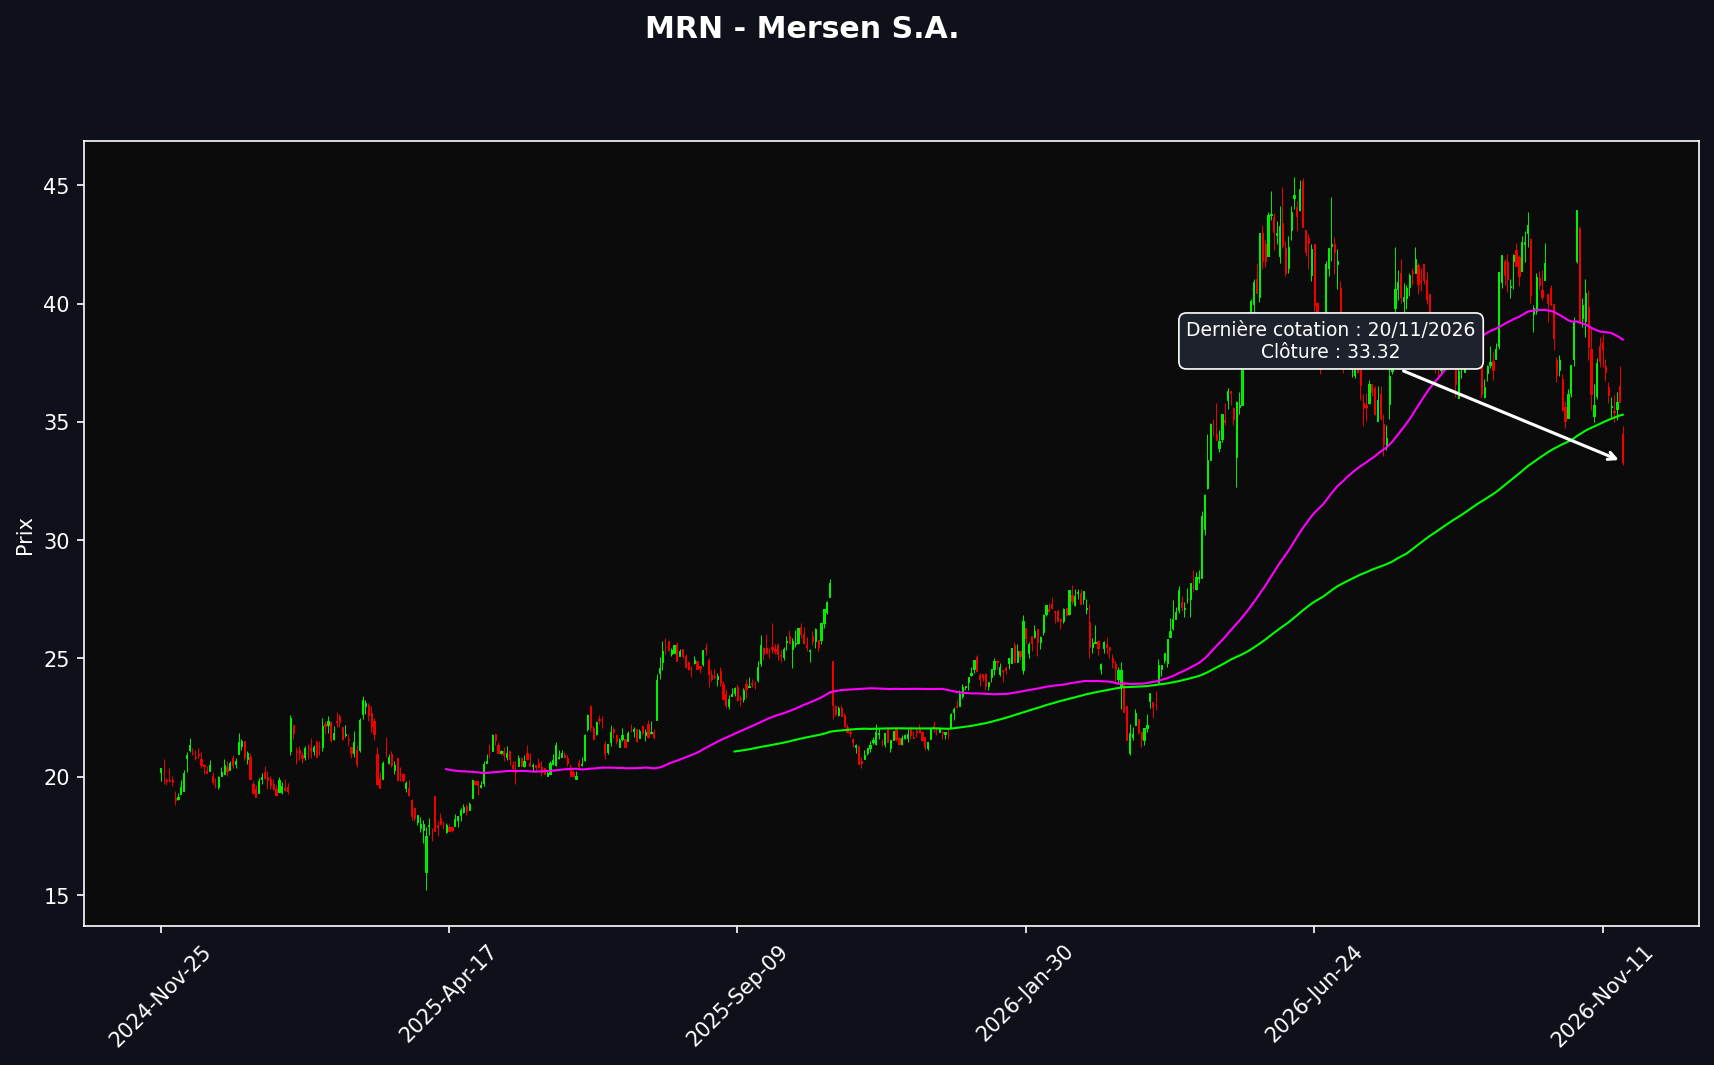 MRN - Mersen S.A.
45
40
35
30
25
20
15
Prix
Dernière cotation : 20/11/2026
Clôture : 33.32
2024-Nov-25
2025-Apr-17
2025-Sep-09
2026-Jan-30
2026-Jun-24
2026-Nov-11